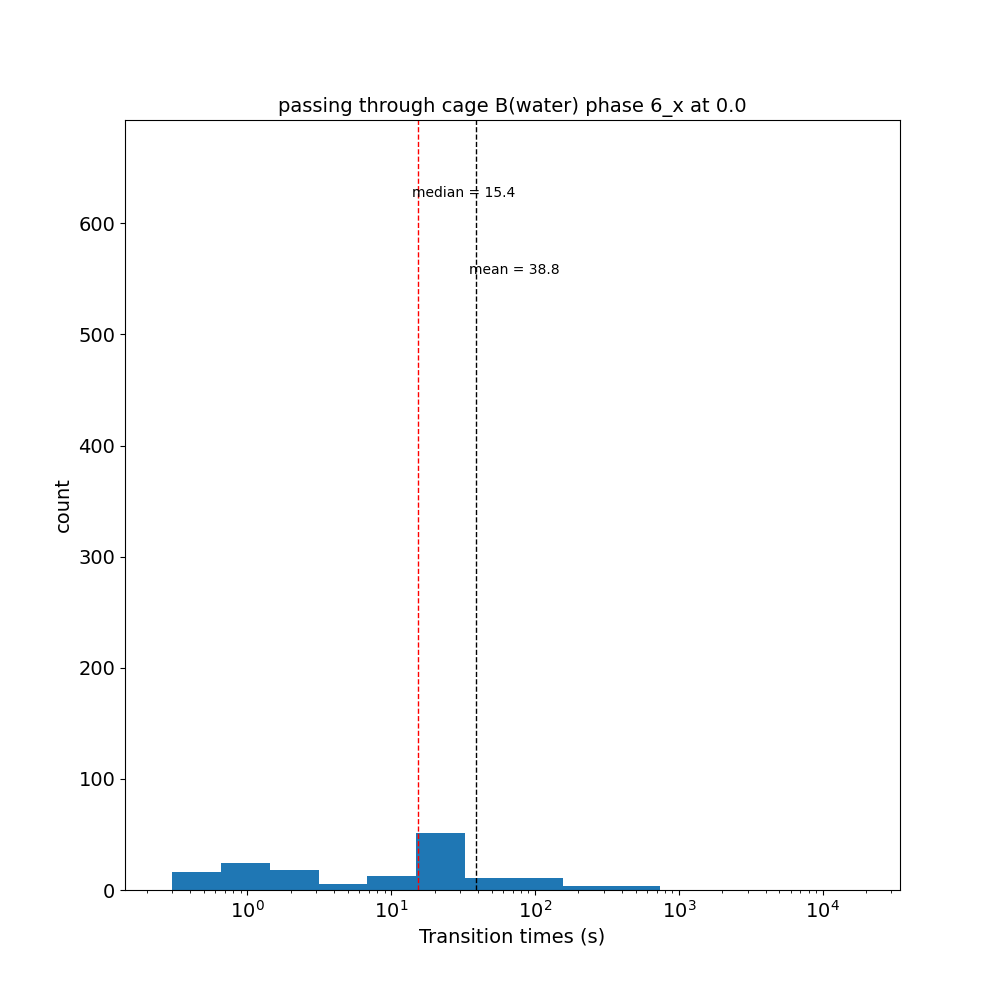 passing through cage B(water) phase 6_x at 0.0
median = 15.4
mean = 38.8
count
600
500
400
300
200
100
0
10⁰ 10¹ 10² 10³ 10⁴
Transition times (s)